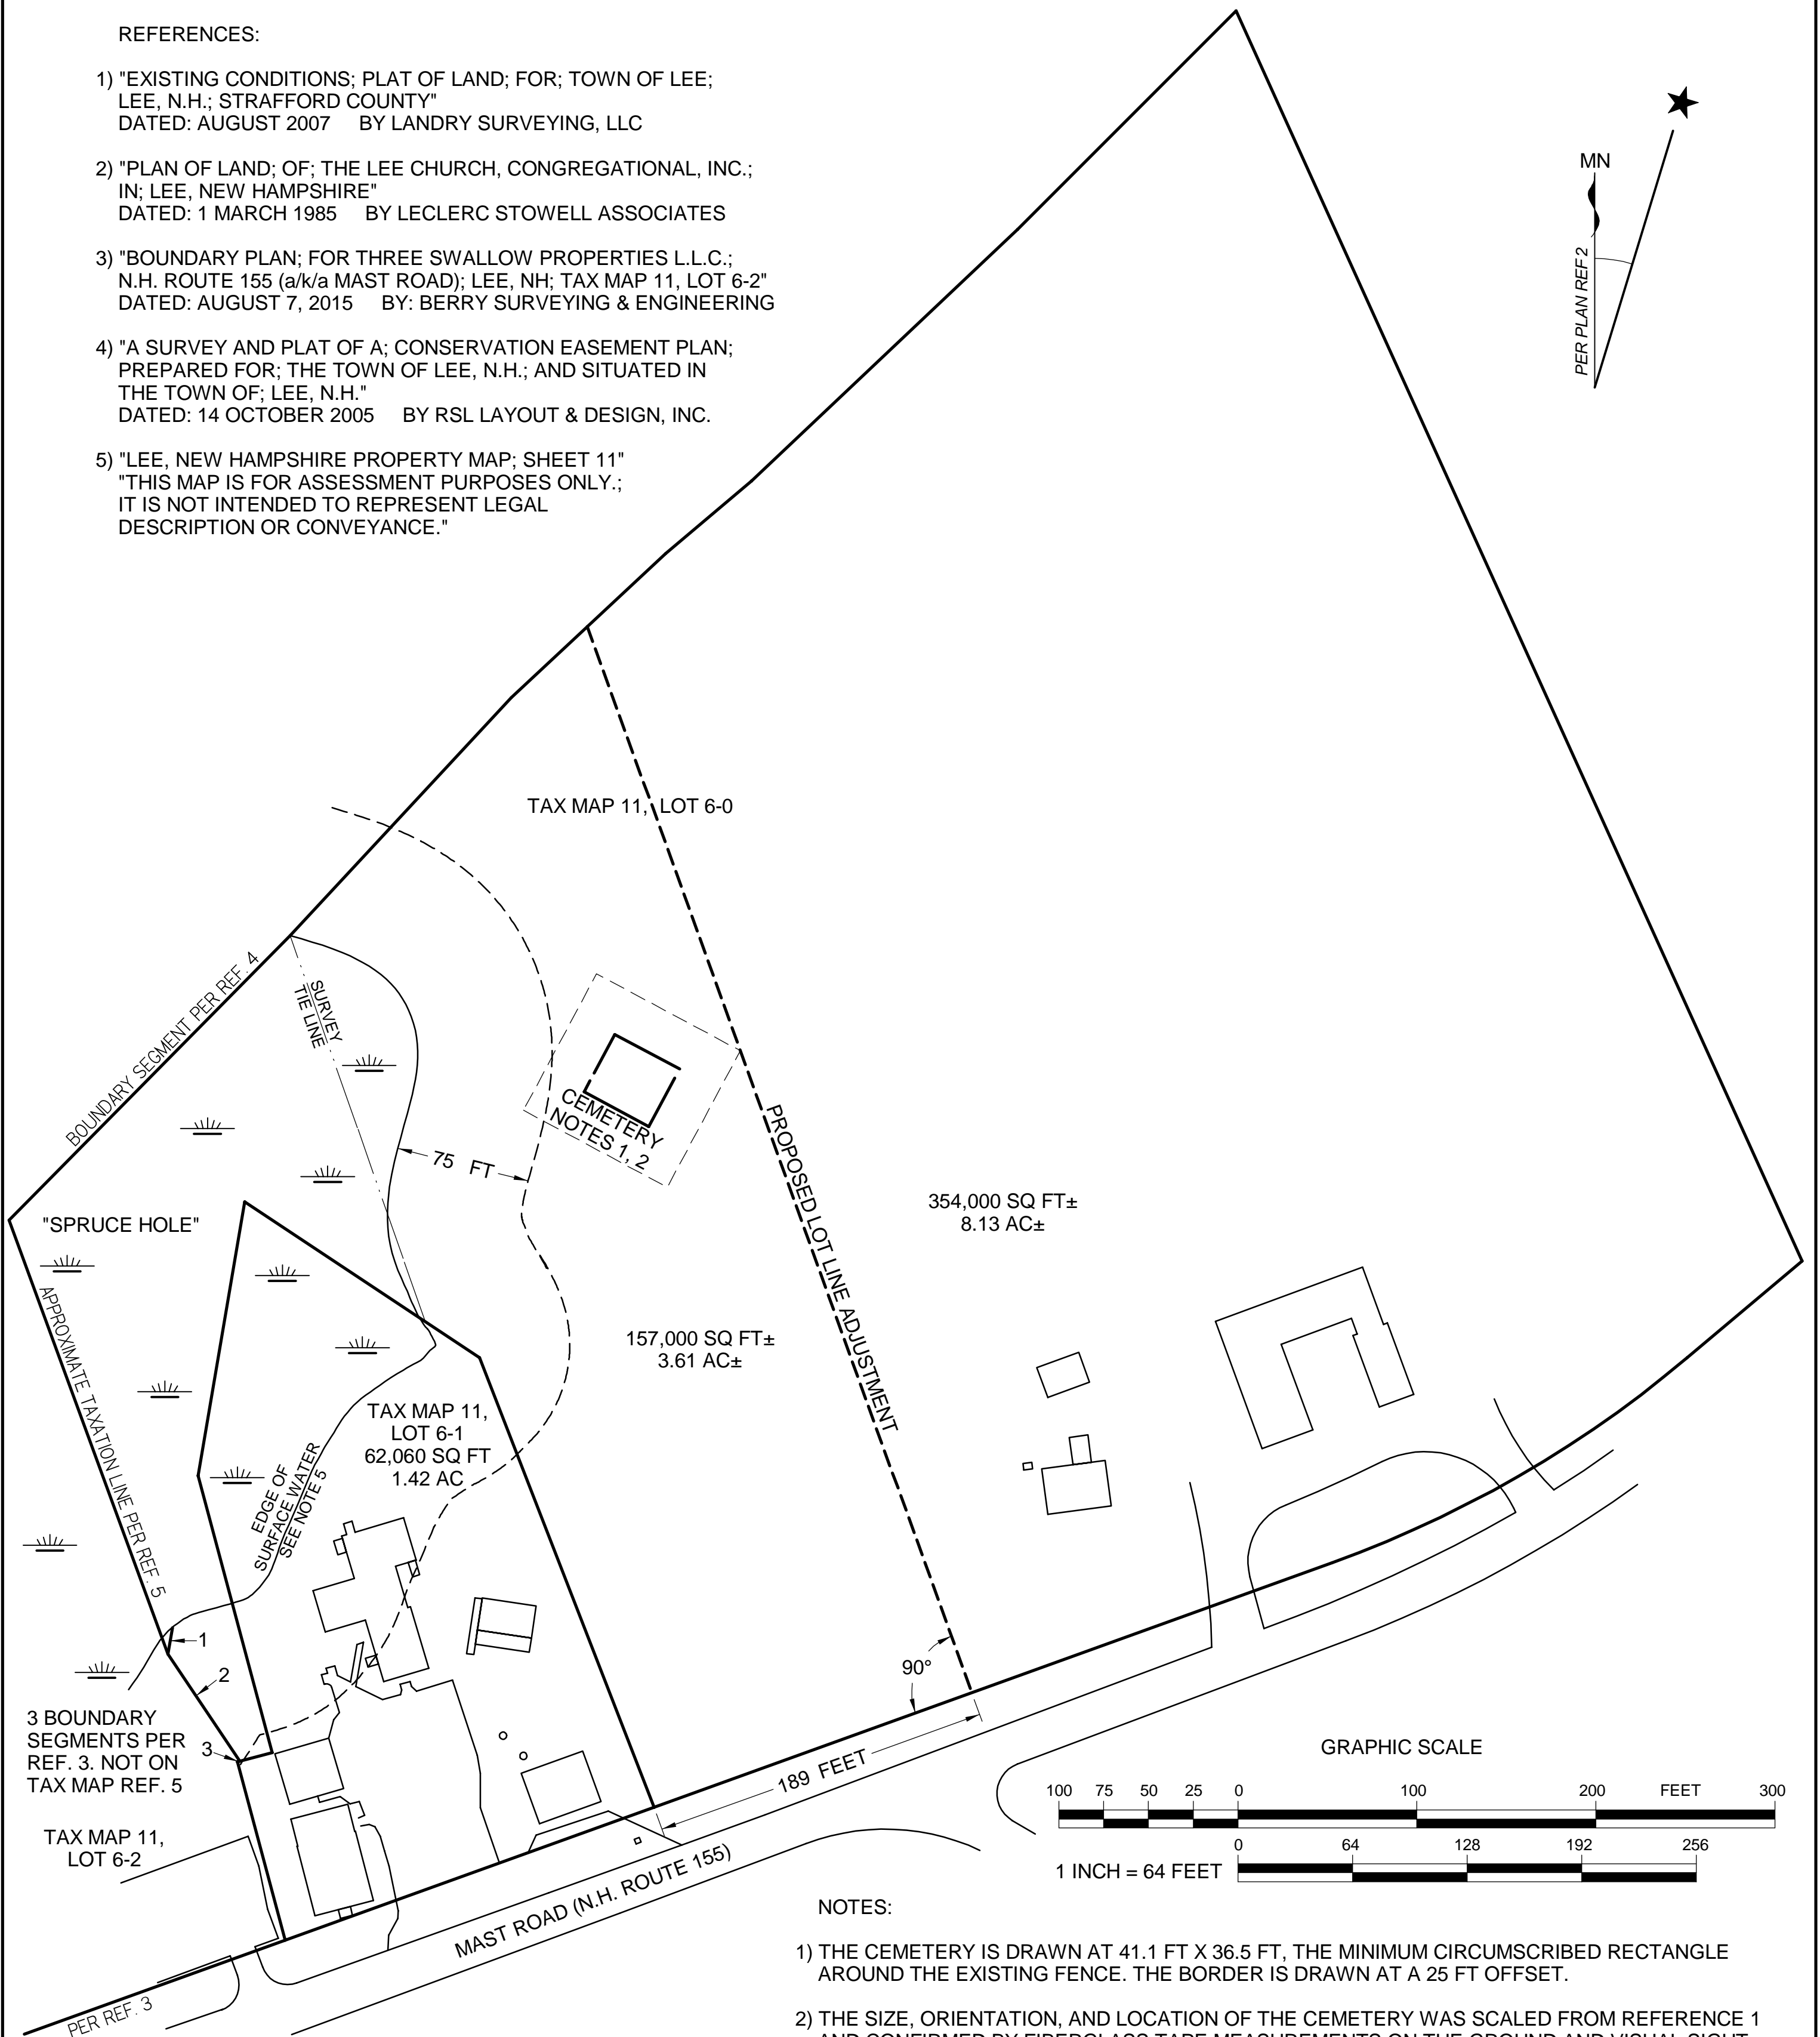 REFERENCES:
1) "EXISTING CONDITIONS; PLAT OF LAND; FOR; TOWN OF LEE;
LEE, N.H.; STRAFFORD COUNTY"
DATED: AUGUST 2007 BY LANDRY SURVEYING, LLC
2) "PLAN OF LAND; OF; THE LEE CHURCH, CONGREGATIONAL, INC.;
IN; LEE, NEW HAMPSHIRE"
DATED: 1 MARCH 1985 BY LECLERC STOWELL ASSOCIATES
3) "BOUNDARY PLAN; FOR THREE SWALLOW PROPERTIES L.L.C.;
N.H. ROUTE 155 (a/k/a MAST ROAD); LEE, NH; TAX MAP 11, LOT 6-2"
DATED: AUGUST 7, 2015 BY: BERRY SURVEYING & ENGINEERING
4) "A SURVEY AND PLAT OF A; CONSERVATION EASEMENT PLAN;
PREPARED FOR; THE TOWN OF LEE, N.H.; AND SITUATED IN
THE TOWN OF; LEE, N.H."
DATED: 14 OCTOBER 2005 BY RSL LAYOUT & DESIGN, INC.
5) "LEE, NEW HAMPSHIRE PROPERTY MAP; SHEET 11"
"THIS MAP IS FOR ASSESSMENT PURPOSES ONLY.;
IT IS NOT INTENDED TO REPRESENT LEGAL
DESCRIPTION OR CONVEYANCE."
MN
PER PLAN REF 2
TAX MAP 11, LOT 6-0
BOUNDARY SEGMENT PER REF. 4
SURVEY
TIE LINE
CEMETERY
NOTES 1, 2
75 FT
PROPOSED LOT LINE ADJUSTMENT
354,000 SQ FT±
8.13 AC±
"SPRUCE HOLE"
APPROXIMATE TAXATION LINE PER REF. 5
157,000 SQ FT±
3.61 AC±
TAX MAP 11,
LOT 6-1
62,060 SQ FT
1.42 AC
EDGE OF
SURFACE WATER
SEE NOTE 5
1
2
3
90°
3 BOUNDARY
SEGMENTS PER
REF. 3. NOT ON
TAX MAP REF. 5
189 FEET
TAX MAP 11,
LOT 6-2
MAST ROAD (N.H. ROUTE 155)
PER REF. 3
GRAPHIC SCALE
100 75 50 25 0 100 200 FEET 300
0 64 128 192 256
1 INCH = 64 FEET
NOTES:
1) THE CEMETERY IS DRAWN AT 41.1 FT X 36.5 FT, THE MINIMUM CIRCUMSCRIBED RECTANGLE
AROUND THE EXISTING FENCE. THE BORDER IS DRAWN AT A 25 FT OFFSET.
2) THE SIZE, ORIENTATION, AND LOCATION OF THE CEMETERY WAS SCALED FROM REFERENCE 1
AND CONFIRMED BY FIBERGLASS TAPE MEASUREMENTS ON THE GROUND AND VISUAL SIGHT